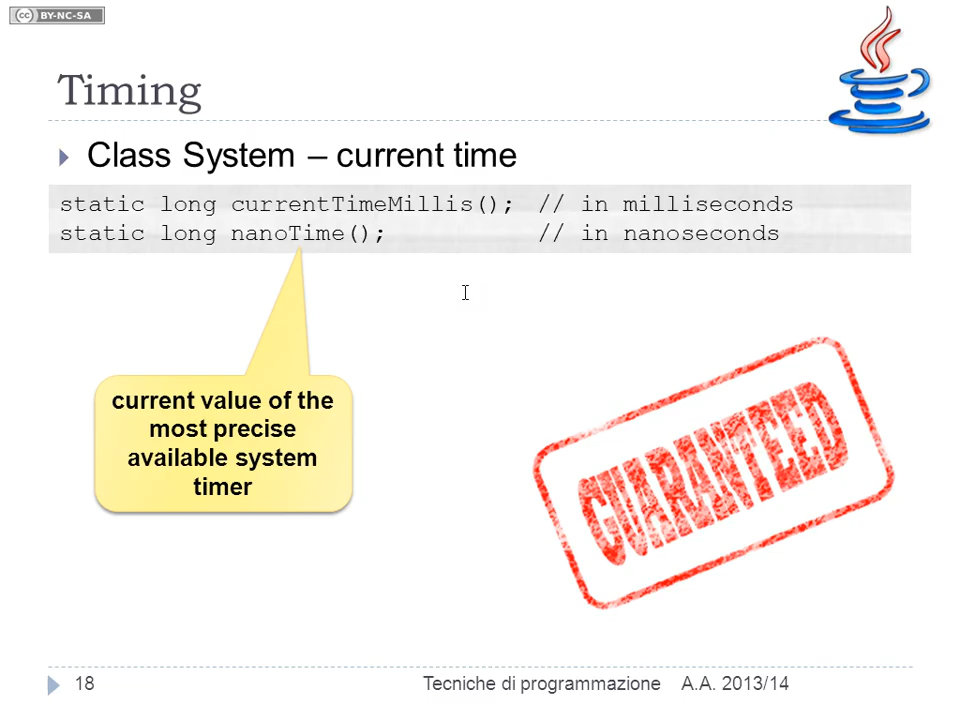 cc BY-NC-SA
Timing
Class System – current time
static long currentTimeMillis(); // in milliseconds
static long nanoTime(); // in nanoseconds
current value of the
most precise
available system
timer
GUARANTEED
18 Tecniche di programmazione A.A. 2013/14